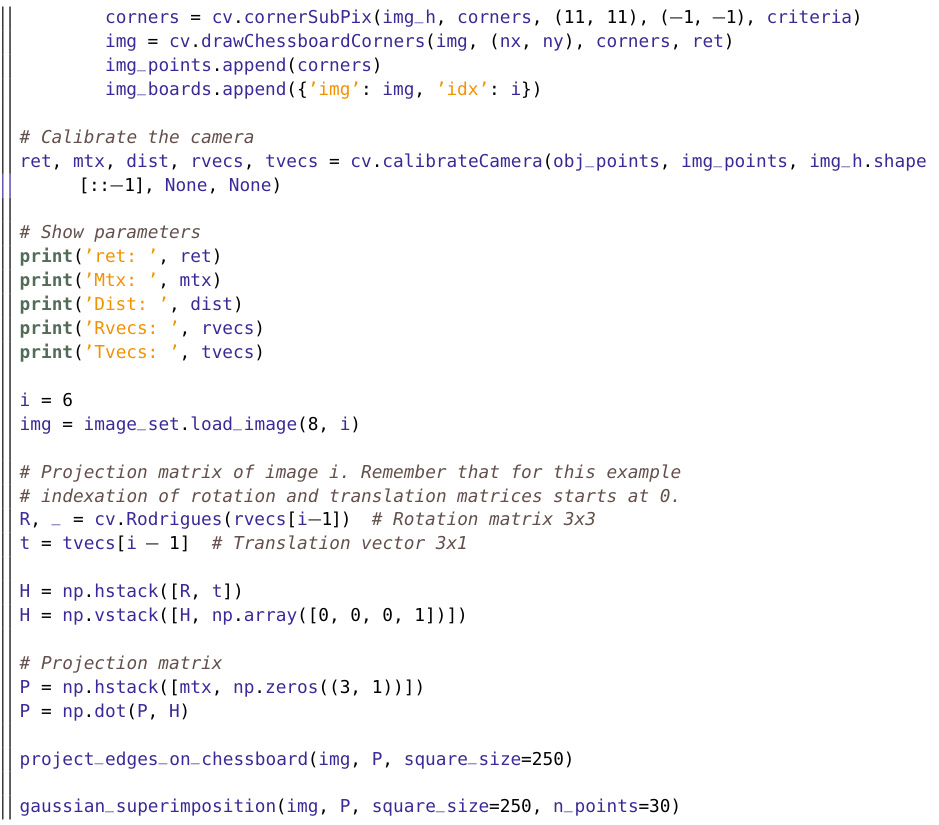 corners = cv.cornerSubPix(img_h, corners, (11, 11), (−1, −1), criteria)
img = cv.drawChessboardCorners(img, (nx, ny), corners, ret)
img_points.append(corners)
img_boards.append({’img’: img, ’idx’: i})
# Calibrate the camera
ret, mtx, dist, rvecs, tvecs = cv.calibrateCamera(obj_points, img_points, img_h.shape
[::−1], None, None)
# Show parameters
print(’ret: ’, ret)
print(’Mtx: ’, mtx)
print(’Dist: ’, dist)
print(’Rvecs: ’, rvecs)
print(’Tvecs: ’, tvecs)
i = 6
img = image_set.load_image(8, i)
# Projection matrix of image i. Remember that for this example
# indexation of rotation and translation matrices starts at 0.
R, _ = cv.Rodrigues(rvecs[i−1])  # Rotation matrix 3x3
t = tvecs[i − 1]  # Translation vector 3x1
H = np.hstack([R, t])
H = np.vstack([H, np.array([0, 0, 0, 1])])
# Projection matrix
P = np.hstack([mtx, np.zeros((3, 1))])
P = np.dot(P, H)
project_edges_on_chessboard(img, P, square_size=250)
gaussian_superimposition(img, P, square_size=250, n_points=30)